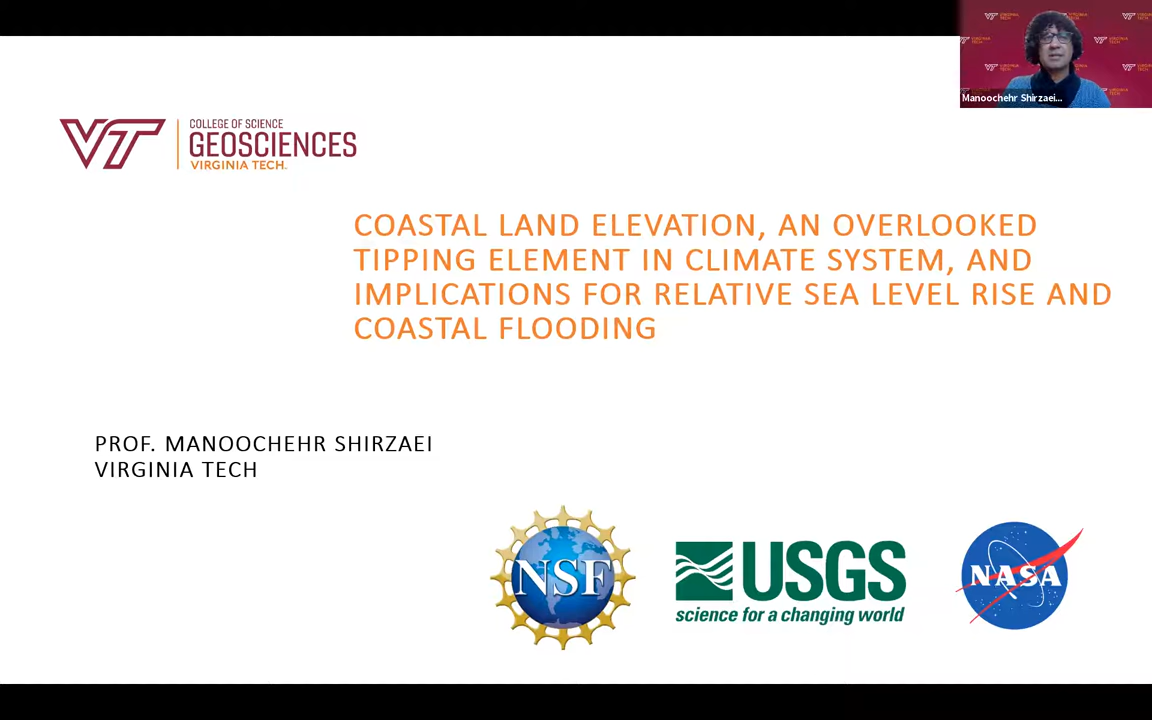 Manoochehr Shirzaei...
VT
COLLEGE OF SCIENCE
GEOSCIENCES
VIRGINIA TECH.
COASTAL LAND ELEVATION, AN OVERLOOKED
TIPPING ELEMENT IN CLIMATE SYSTEM, AND
IMPLICATIONS FOR RELATIVE SEA LEVEL RISE AND
COASTAL FLOODING
PROF. MANOOCHEHR SHIRZAEI
VIRGINIA TECH
NSF
USGS
science for a changing world
NASA